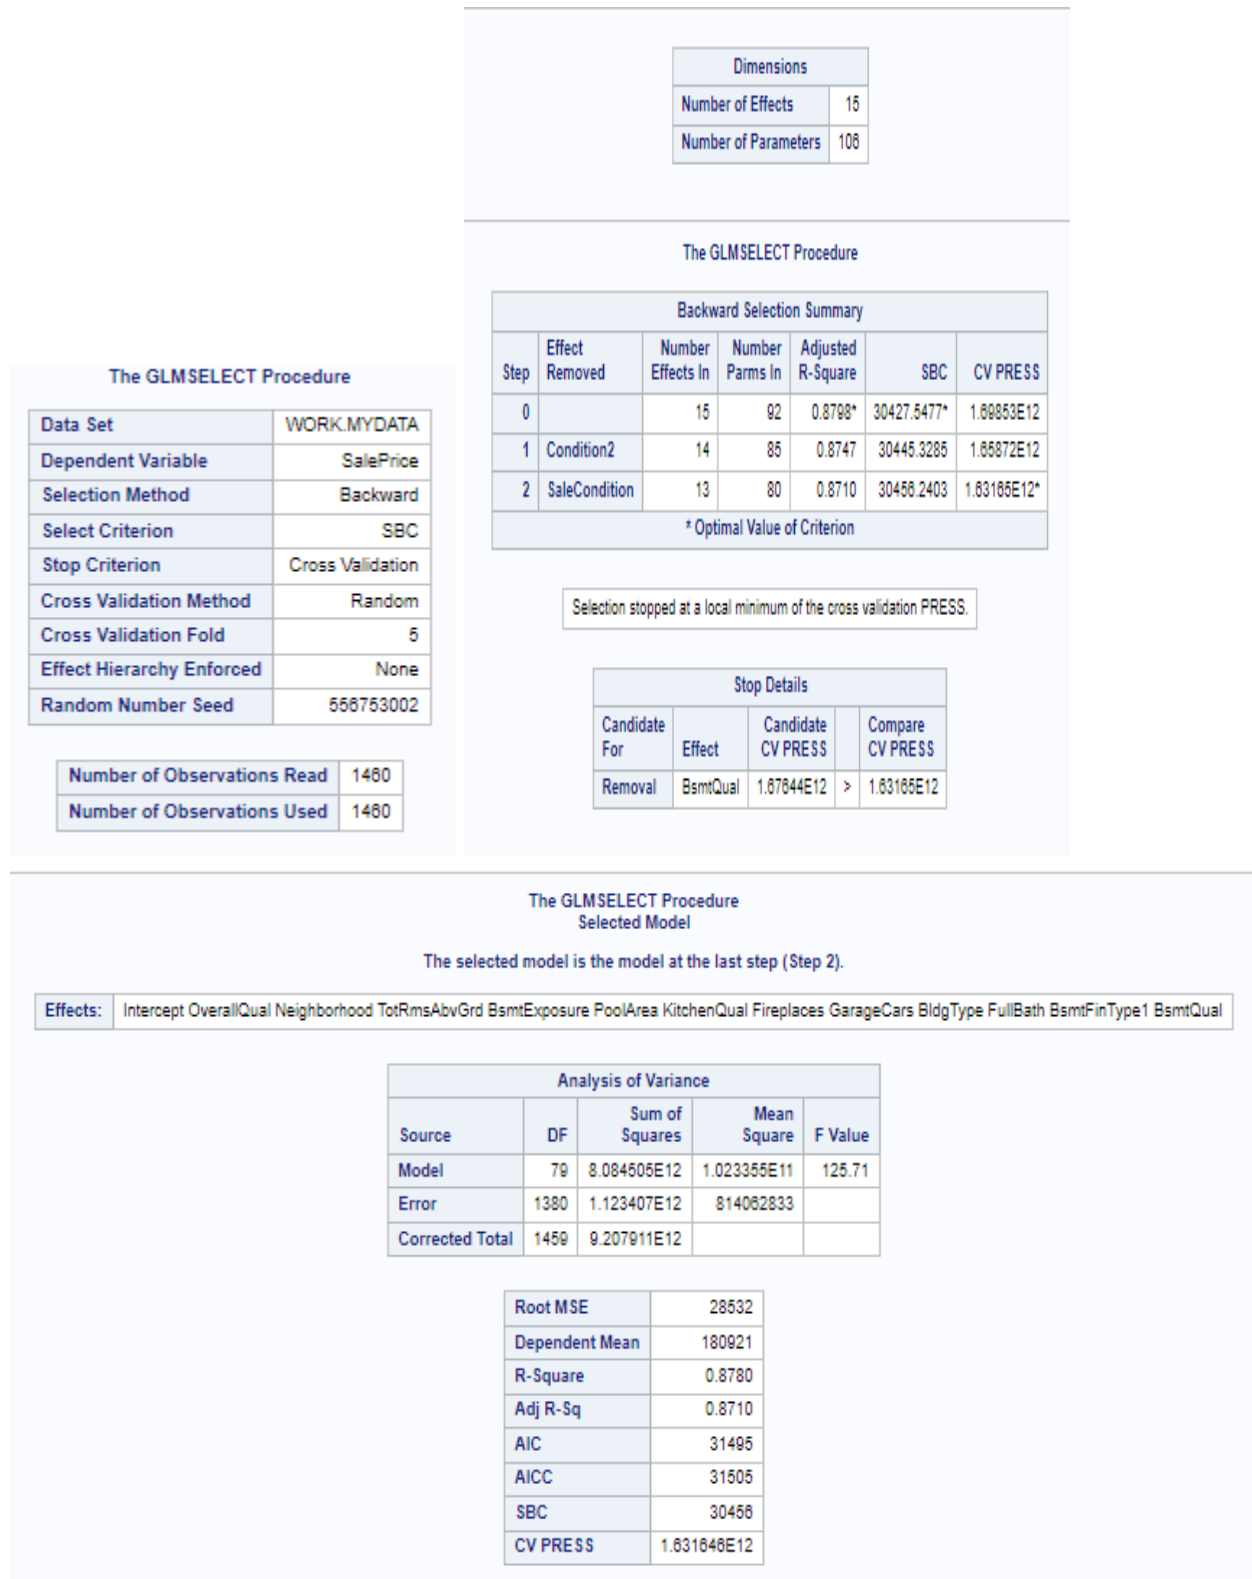 The GLMSELECT Procedure
Data Set WORK.MYDATA
Dependent Variable SalePrice
Selection Method Backward
Select Criterion SBC
Stop Criterion Cross Validation
Cross Validation Method Random
Cross Validation Fold 5
Effect Hierarchy Enforced None
Random Number Seed 556753002
Number of Observations Read 1460
Number of Observations Used 1460
Dimensions
Number of Effects 15
Number of Parameters 106
The GLMSELECT Procedure
Backward Selection Summary
Step Effect Removed Number Effects In Number Parms In Adjusted R-Square SBC CV PRESS
0 15 92 0.8798* 30427.5477* 1.69853E12
1 Condition2 14 85 0.8747 30445.3285 1.65872E12
2 SaleCondition 13 80 0.8710 30456.2403 1.63165E12*
* Optimal Value of Criterion
Selection stopped at a local minimum of the cross validation PRESS.
Stop Details
Candidate For Effect Candidate CV PRESS Compare CV PRESS
Removal BsmtQual 1.67644E12 > 1.63165E12
The GLMSELECT Procedure
Selected Model
The selected model is the model at the last step (Step 2).
Effects: Intercept OverallQual Neighborhood TotRmsAbvGrd BsmtExposure PoolArea KitchenQual Fireplaces GarageCars BldgType FullBath BsmtFinType1 BsmtQual
Analysis of Variance
Source DF Sum of Squares Mean Square F Value
Model 79 8.084505E12 1.023355E11 125.71
Error 1380 1.123407E12 814062833
Corrected Total 1459 9.207911E12
Root MSE 28532
Dependent Mean 180921
R-Square 0.8780
Adj R-Sq 0.8710
AIC 31495
AICC 31505
SBC 30456
CV PRESS 1.631646E12